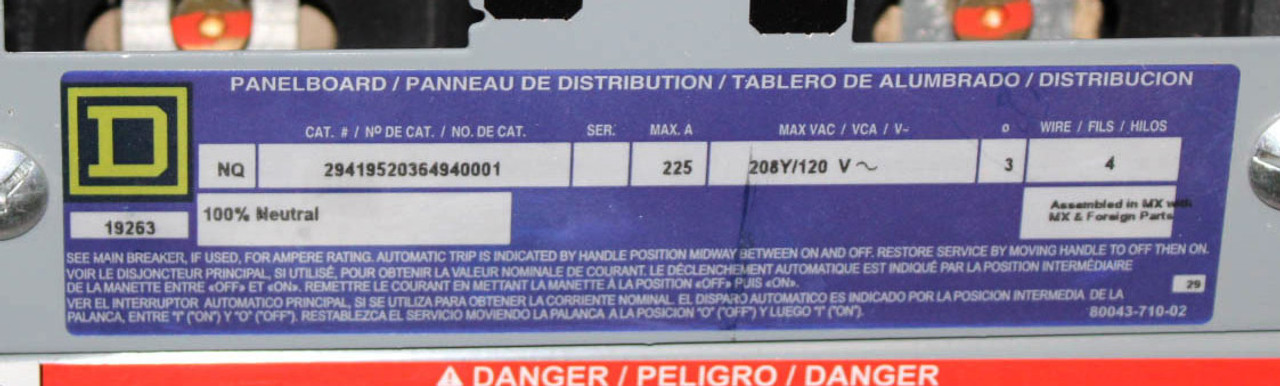 PANELBOARD / PANNEAU DE DISTRIBUTION / TABLERO DE ALUMBRADO / DISTRIBUCION
D
CAT. # / Nº DE CAT. / NO. DE CAT. SER. MAX. A MAX VAC / VCA / V~ ø WIRE / FILS / HILOS
NQ 29419520364940001 225 208Y/120 V ~ 3 4
19263 100% Neutral
Assembled in MX with
MX & Foreign Parts
SEE MAIN BREAKER, IF USED, FOR AMPERE RATING. AUTOMATIC TRIP IS INDICATED BY HANDLE POSITION MIDWAY BETWEEN ON AND OFF. RESTORE SERVICE BY MOVING HANDLE TO OFF THEN ON.
VOIR LE DISJONCTEUR PRINCIPAL, SI UTILISÉ, POUR OBTENIR LA VALEUR NOMINALE DE COURANT. LE DÉCLENCHEMENT AUTOMATIQUE EST INDIQUÉ PAR LA POSITION INTERMÉDIAIRE
DE LA MANETTE ENTRE «OFF» ET «ON». REMETTRE LE COURANT EN METTANT LA MANETTE À LA POSITION «OFF» PUIS «ON».
29
VER EL INTERRUPTOR AUTOMATICO PRINCIPAL, SI SE UTILIZA PARA OBTENER LA CORRIENTE NOMINAL. EL DISPARO AUTOMATICO ES INDICADO POR LA POSICION INTERMEDIA DE LA
PALANCA, ENTRE "I" ("ON") Y "O" ("OFF"). RESTABLEZCA EL SERVICIO MOVIENDO LA PALANCA A LA POSICION "O" ("OFF") Y LUEGO "I" ("ON").
80043-710-02
DANGER / PELIGRO / DANGER